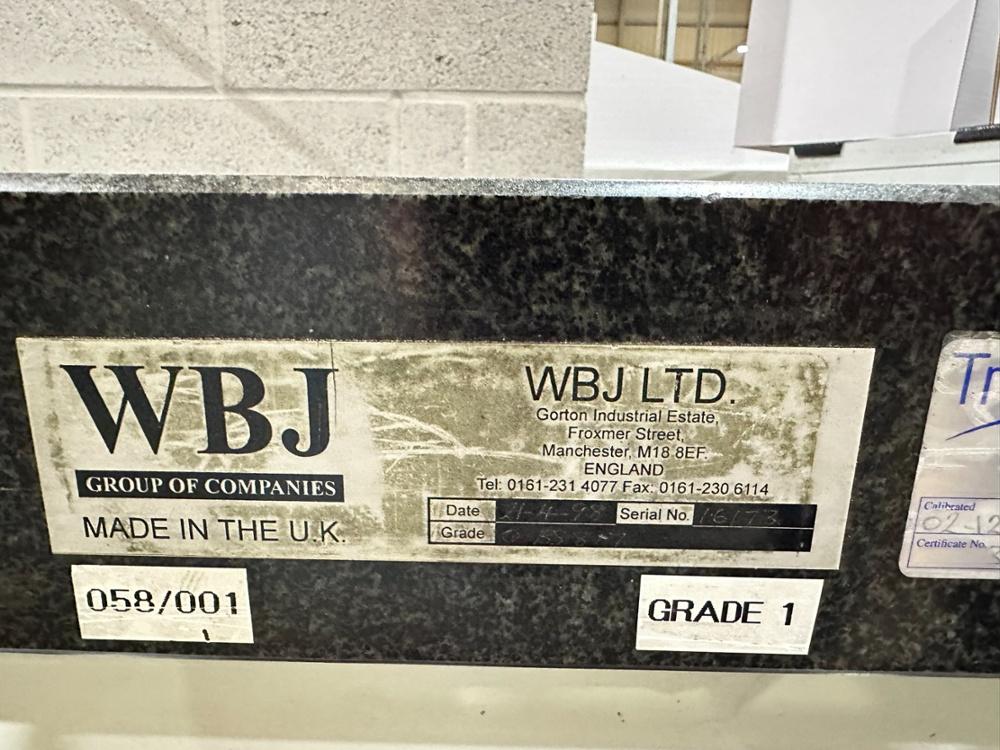 WBJ
GROUP OF COMPANIES
MADE IN THE U.K.
WBJ LTD.
Gorton Industrial Estate,
Froxmer Street,
Manchester, M18 8EF.
ENGLAND
Tel: 0161-231 4077 Fax: 0161-230 6114
Date Serial No.
Grade
058/001
GRADE 1
Calibrated
Certificate No.